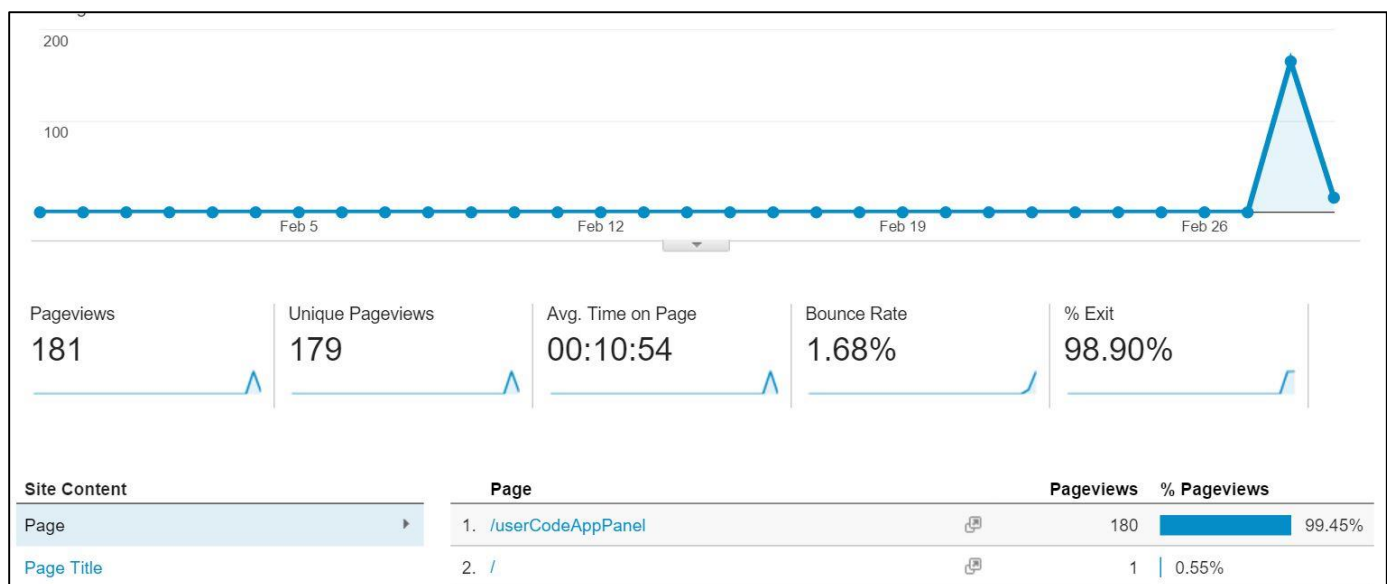 200
100
Feb 5 Feb 12 Feb 19 Feb 26
Pageviews Unique Pageviews Avg. Time on Page Bounce Rate % Exit
181 179 00:10:54 1.68% 98.90%
Site Content Page Pageviews % Pageviews
Page 1. /userCodeAppPanel 180 99.45%
Page Title 2. / 1 0.55%